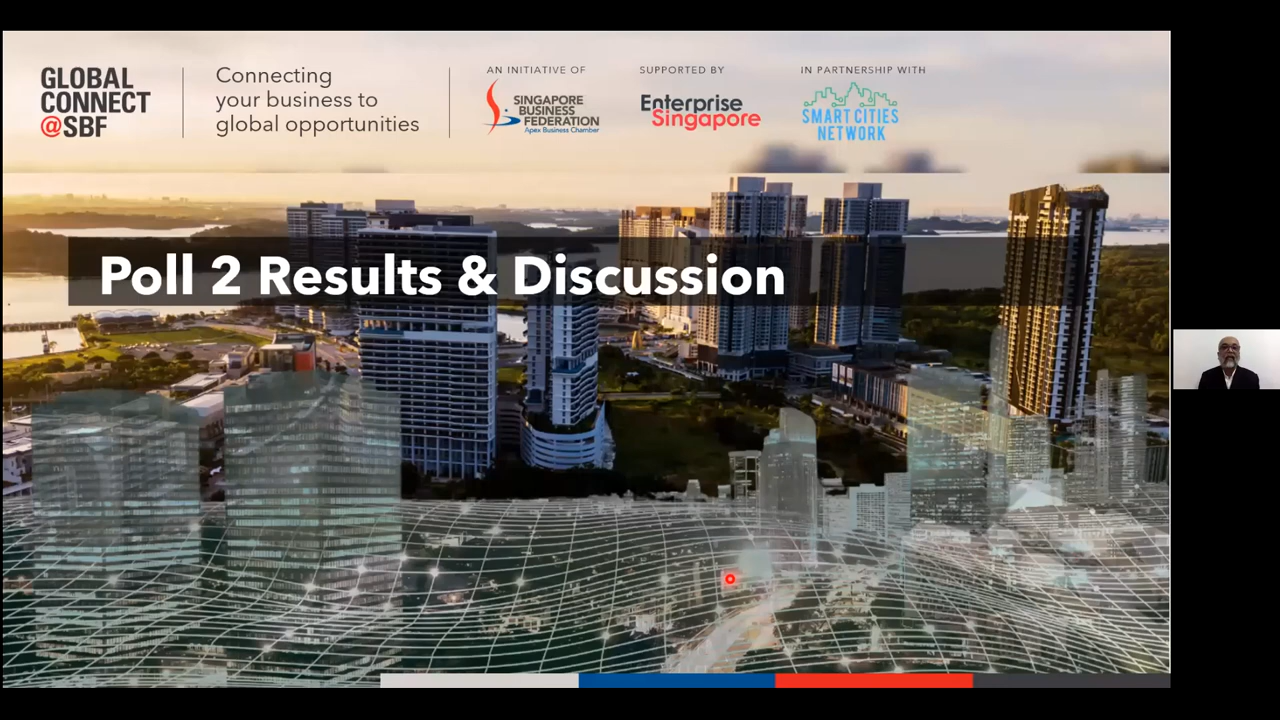 GLOBAL
CONNECT
@SBF
Connecting
your business to
global opportunities
AN INITIATIVE OF
SINGAPORE
BUSINESS
FEDERATION
Apex Business Chamber
SUPPORTED BY
Enterprise
Singapore
IN PARTNERSHIP WITH
SMART CITIES
NETWORK
Poll 2 Results & Discussion